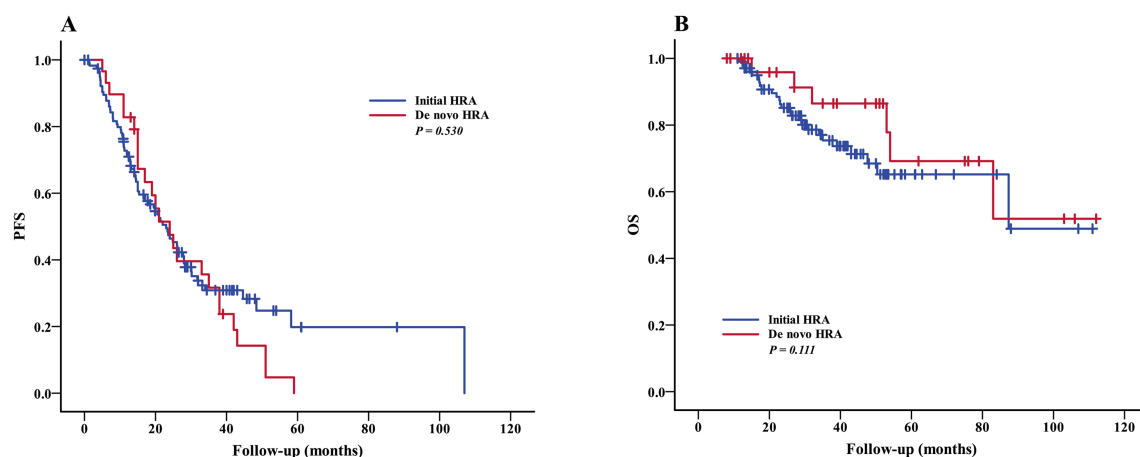 A
1.0
0.8
0.6
0.4
0.2
0.0
PFS
Initial HRA
De novo HRA
P = 0.530
0 20 40 60 80 100 120
Follow-up (months)
B
1.0
0.8
0.6
0.4
0.2
0.0
OS
Initial HRA
De novo HRA
P = 0.111
0 20 40 60 80 100 120
Follow-up (months)